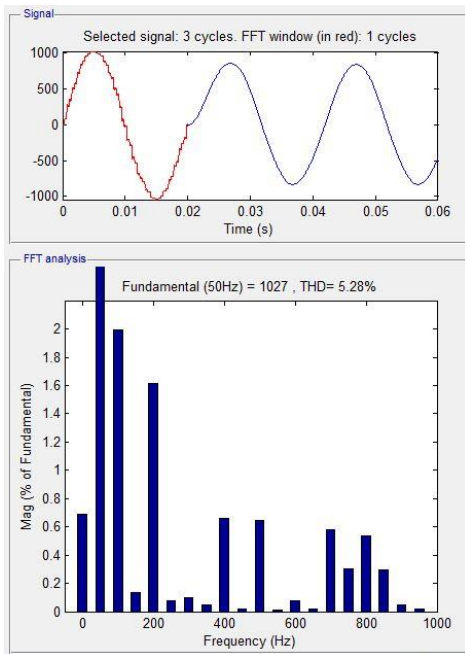 Signal
Selected signal: 3 cycles. FFT window (in red): 1 cycles
1000
500
0
-500
-1000
0 0.01 0.02 0.03 0.04 0.05 0.06
Time (s)
FFT analysis
Fundamental (50Hz) = 1027 , THD= 5.28%
2
1.8
1.6
1.4
1.2
1
0.8
0.6
0.4
0.2
0
Mag (% of Fundamental)
0 200 400 600 800 1000
Frequency (Hz)